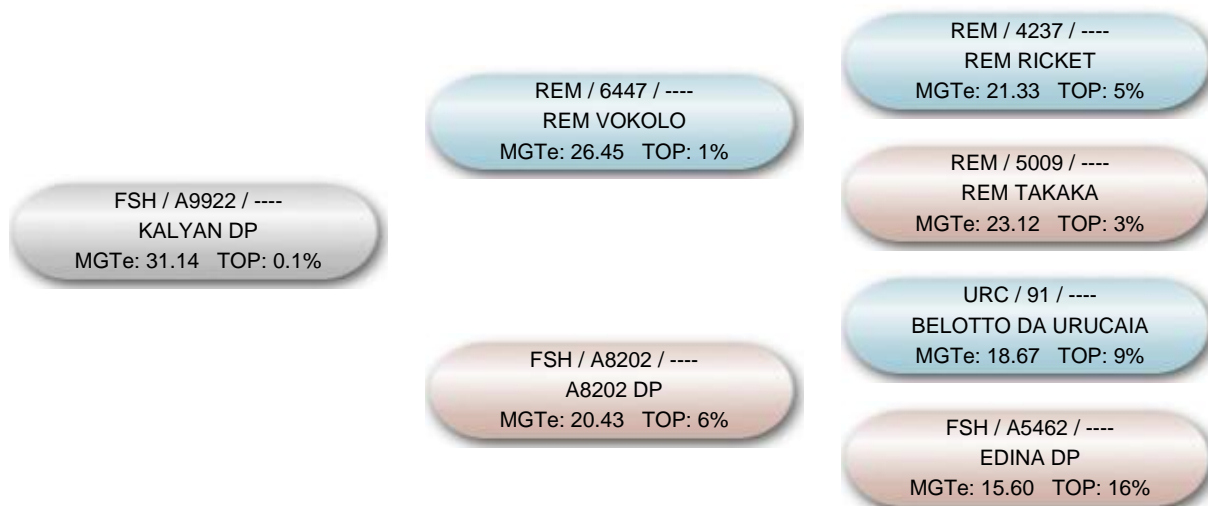 FSH / A9922 / ----
KALYAN DP
MGTe: 31.14 TOP: 0.1%
REM / 6447 / ----
REM VOKOLO
MGTe: 26.45 TOP: 1%
FSH / A8202 / ----
A8202 DP
MGTe: 20.43 TOP: 6%
REM / 4237 / ----
REM RICKET
MGTe: 21.33 TOP: 5%
REM / 5009 / ----
REM TAKAKA
MGTe: 23.12 TOP: 3%
URC / 91 / ----
BELOTTO DA URUCAIA
MGTe: 18.67 TOP: 9%
FSH / A5462 / ----
EDINA DP
MGTe: 15.60 TOP: 16%